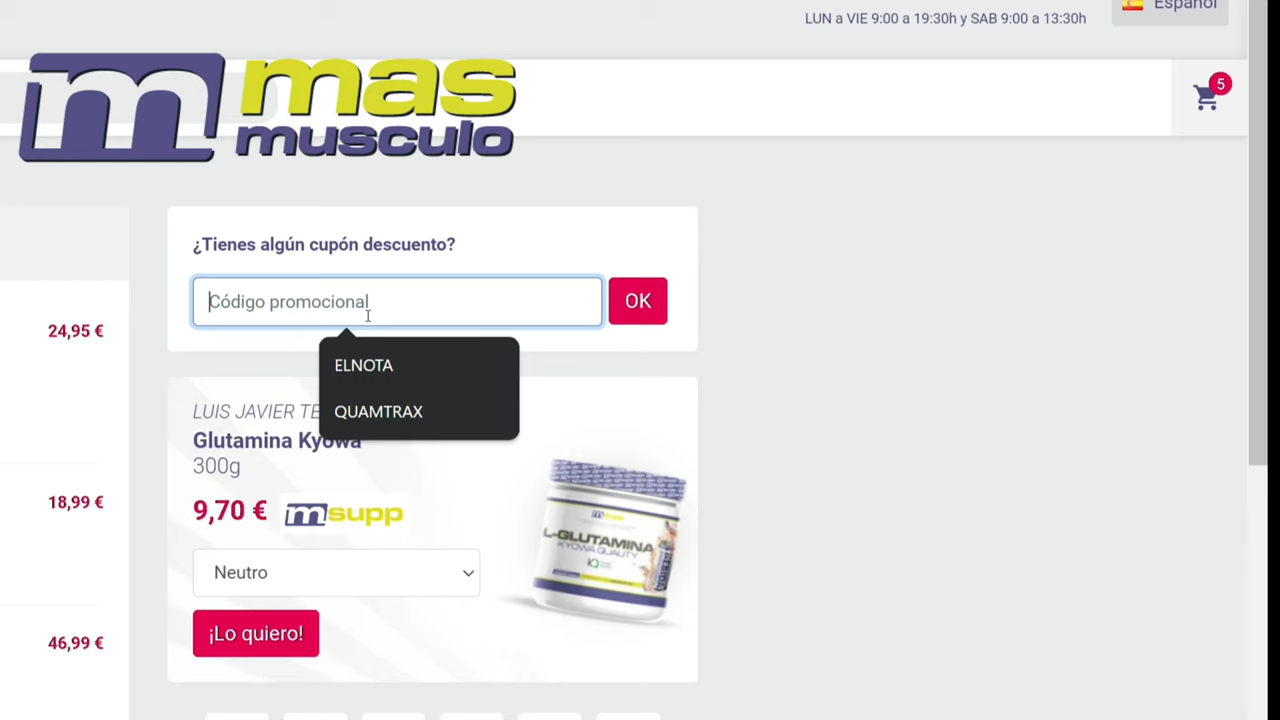 Español
LUN a VIE 9:00 a 19:30h y SAB 9:00 a 13:30h
m mas
musculo
5
¿Tienes algún cupón descuento?
Código promocional
OK
24,95 €
ELNOTA
QUAMTRAX
LUIS JAVIER TE
Glutamina Kyowa
300g
18,99 €
9,70 €
msupp
L-GLUTAMINA
KYOWA QUALITY
Neutro
¡Lo quiero!
46,99 €